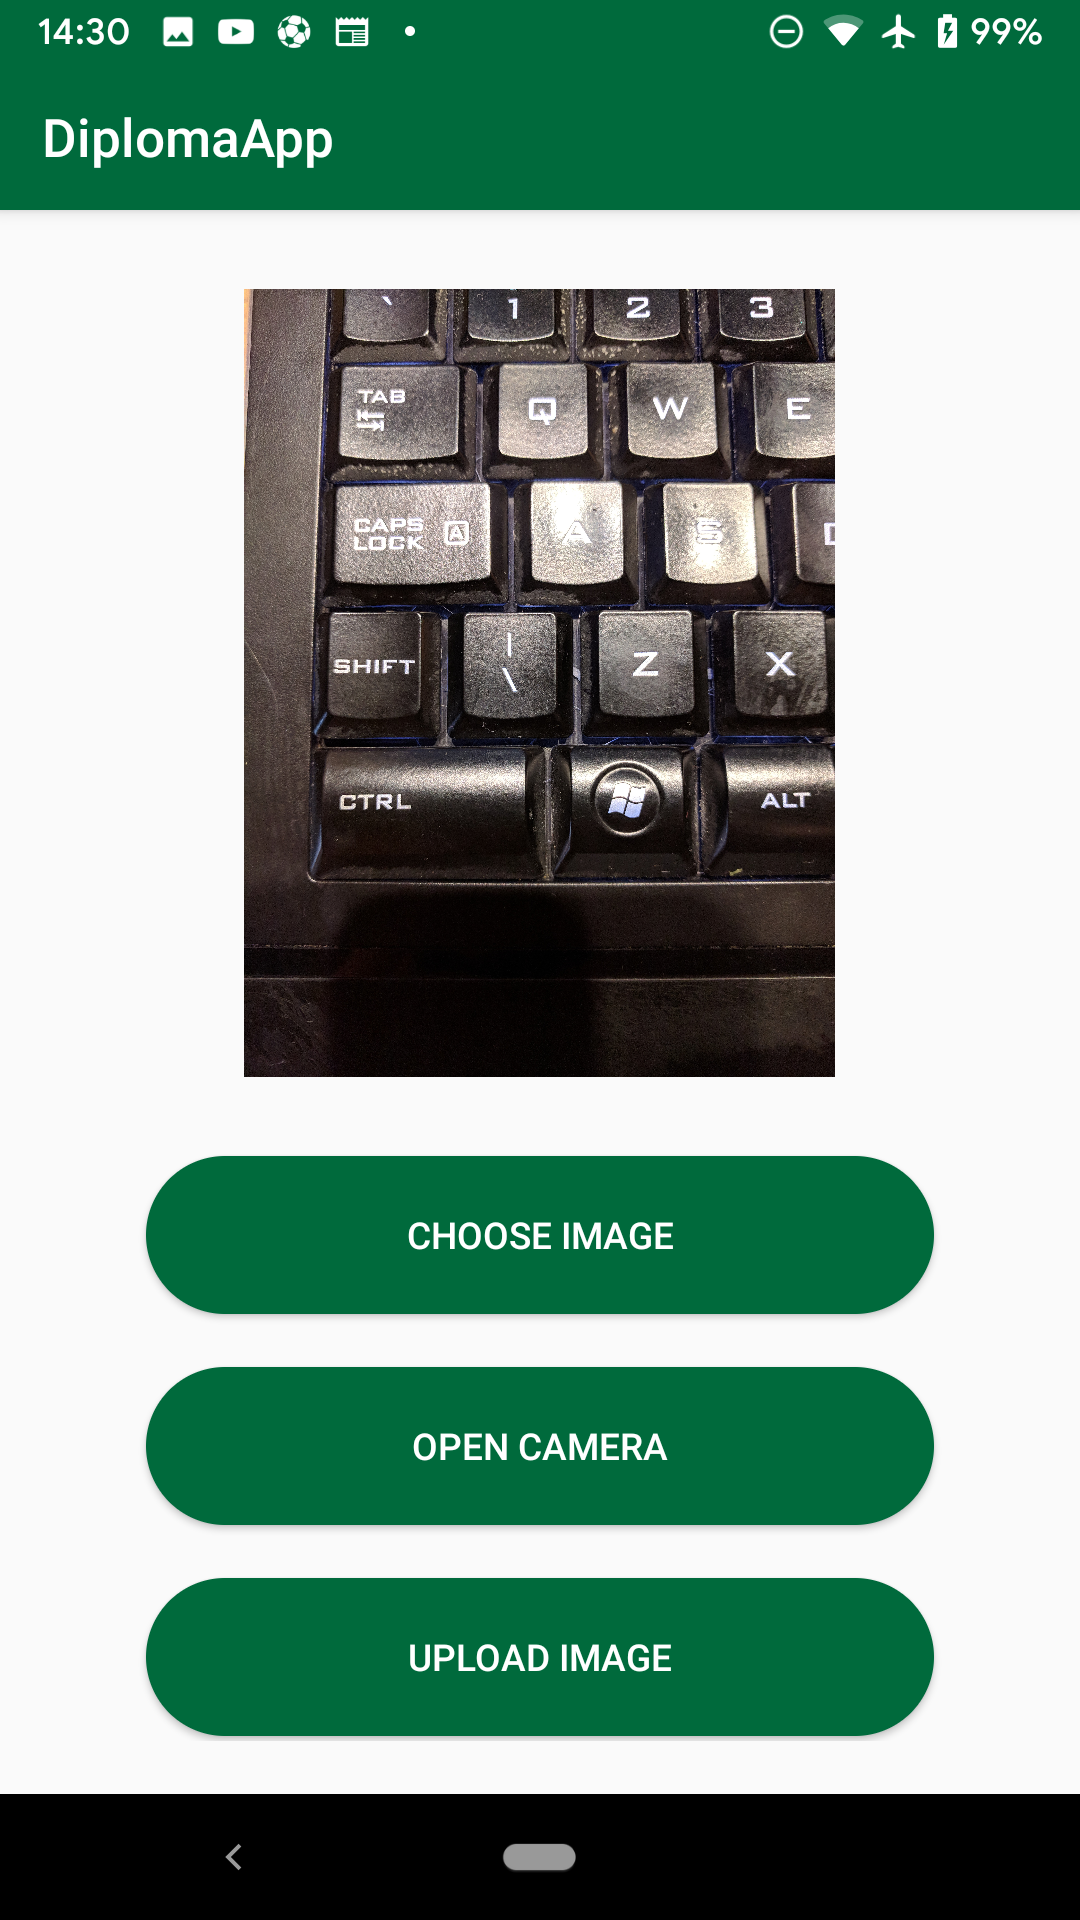 14:30 99%
DiplomaApp
` 1 2 3
TAB Q W E
CAPS LOCK A A S
SHIFT | \ Z X
CTRL ALT
CHOOSE IMAGE
OPEN CAMERA
UPLOAD IMAGE